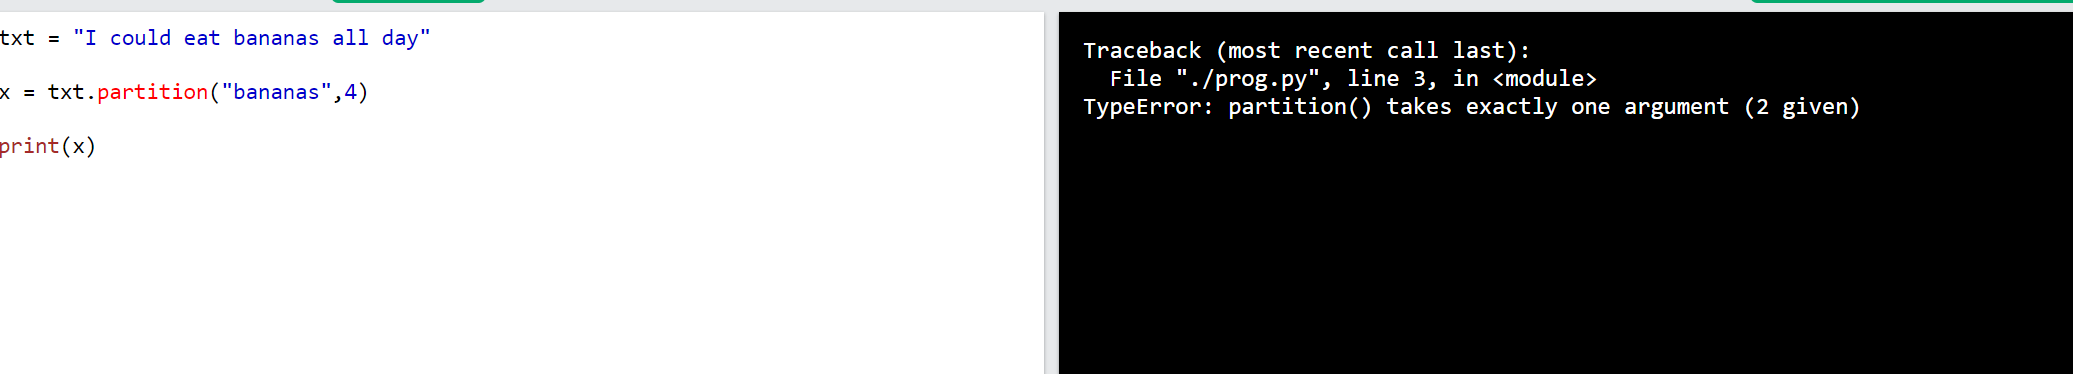 txt = "I could eat bananas all day"
x = txt.partition("bananas",4)
print(x)
Traceback (most recent call last):
  File "./prog.py", line 3, in <module>
TypeError: partition() takes exactly one argument (2 given)